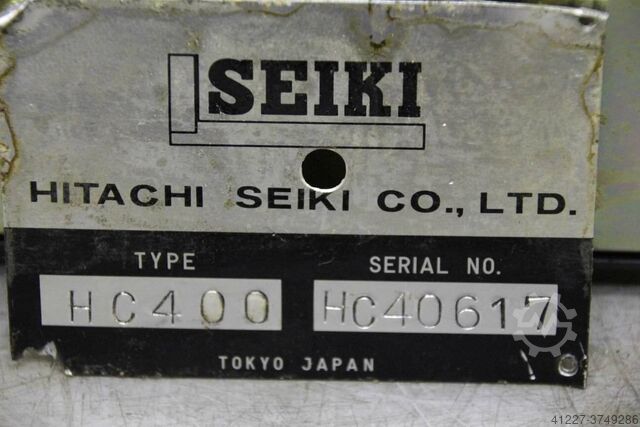 SEIKI
HITACHI SEIKI CO., LTD.
TYPE SERIAL NO.
HC400 HC40617
TOKYO JAPAN
41227-3749286